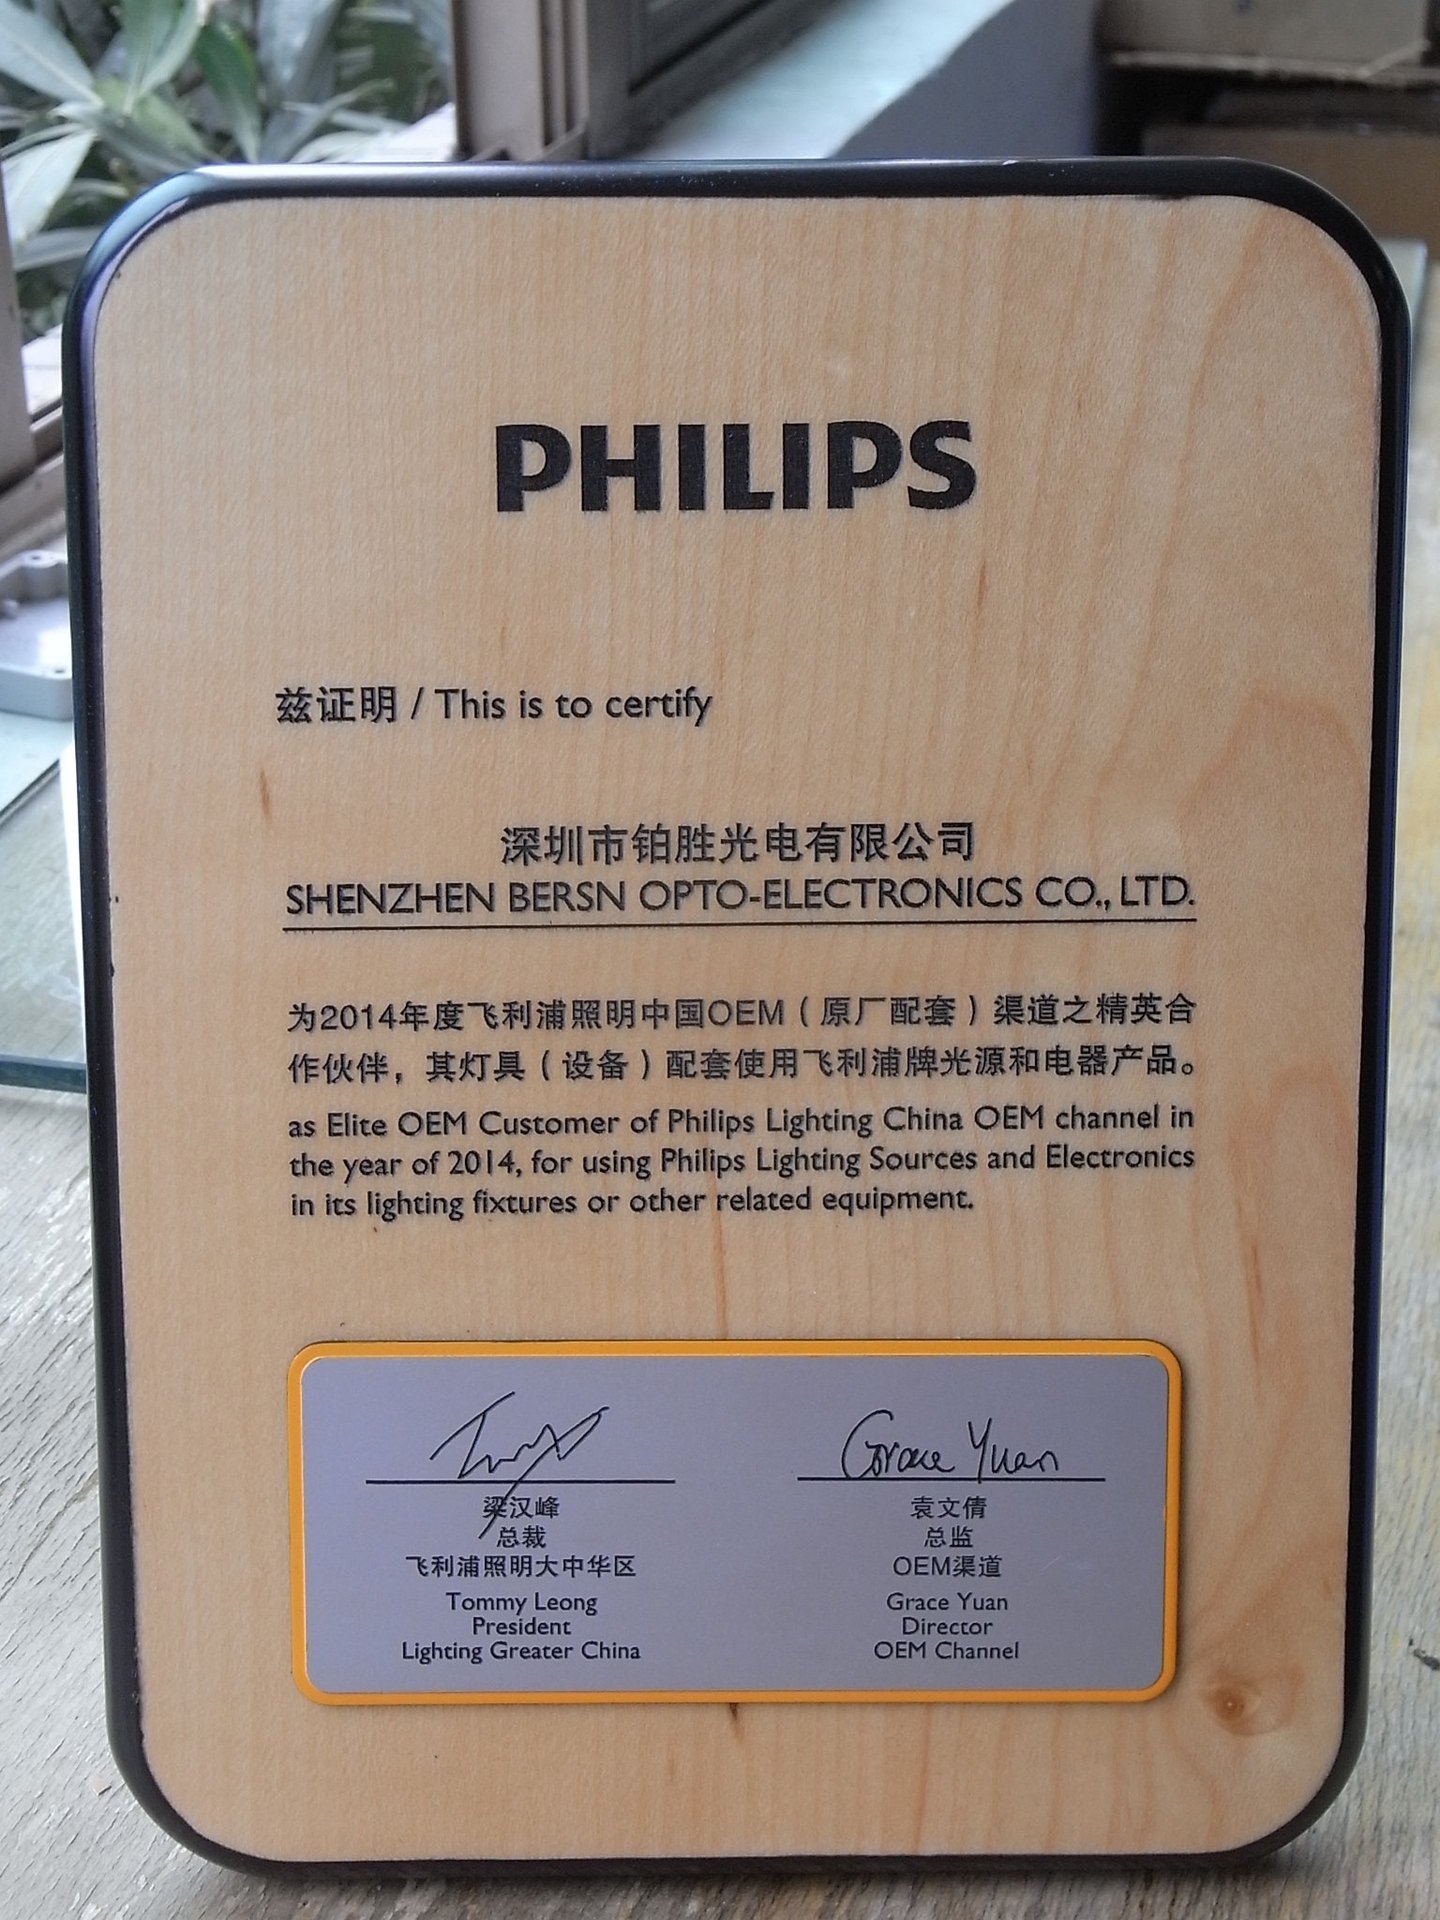 PHILIPS
兹证明 / This is to certify
深圳市铂胜光电有限公司
SHENZHEN BERSN OPTO-ELECTRONICS CO., LTD.
为2014年度飞利浦照明中国OEM（原厂配套）渠道之精英合
作伙伴，其灯具（设备）配套使用飞利浦牌光源和电器产品。
as Elite OEM Customer of Philips Lighting China OEM channel in
the year of 2014, for using Philips Lighting Sources and Electronics
in its lighting fixtures or other related equipment.
Grace Yuan
梁汉峰
总裁
飞利浦照明大中华区
Tommy Leong
President
Lighting Greater China
袁文倩
总监
OEM渠道
Grace Yuan
Director
OEM Channel